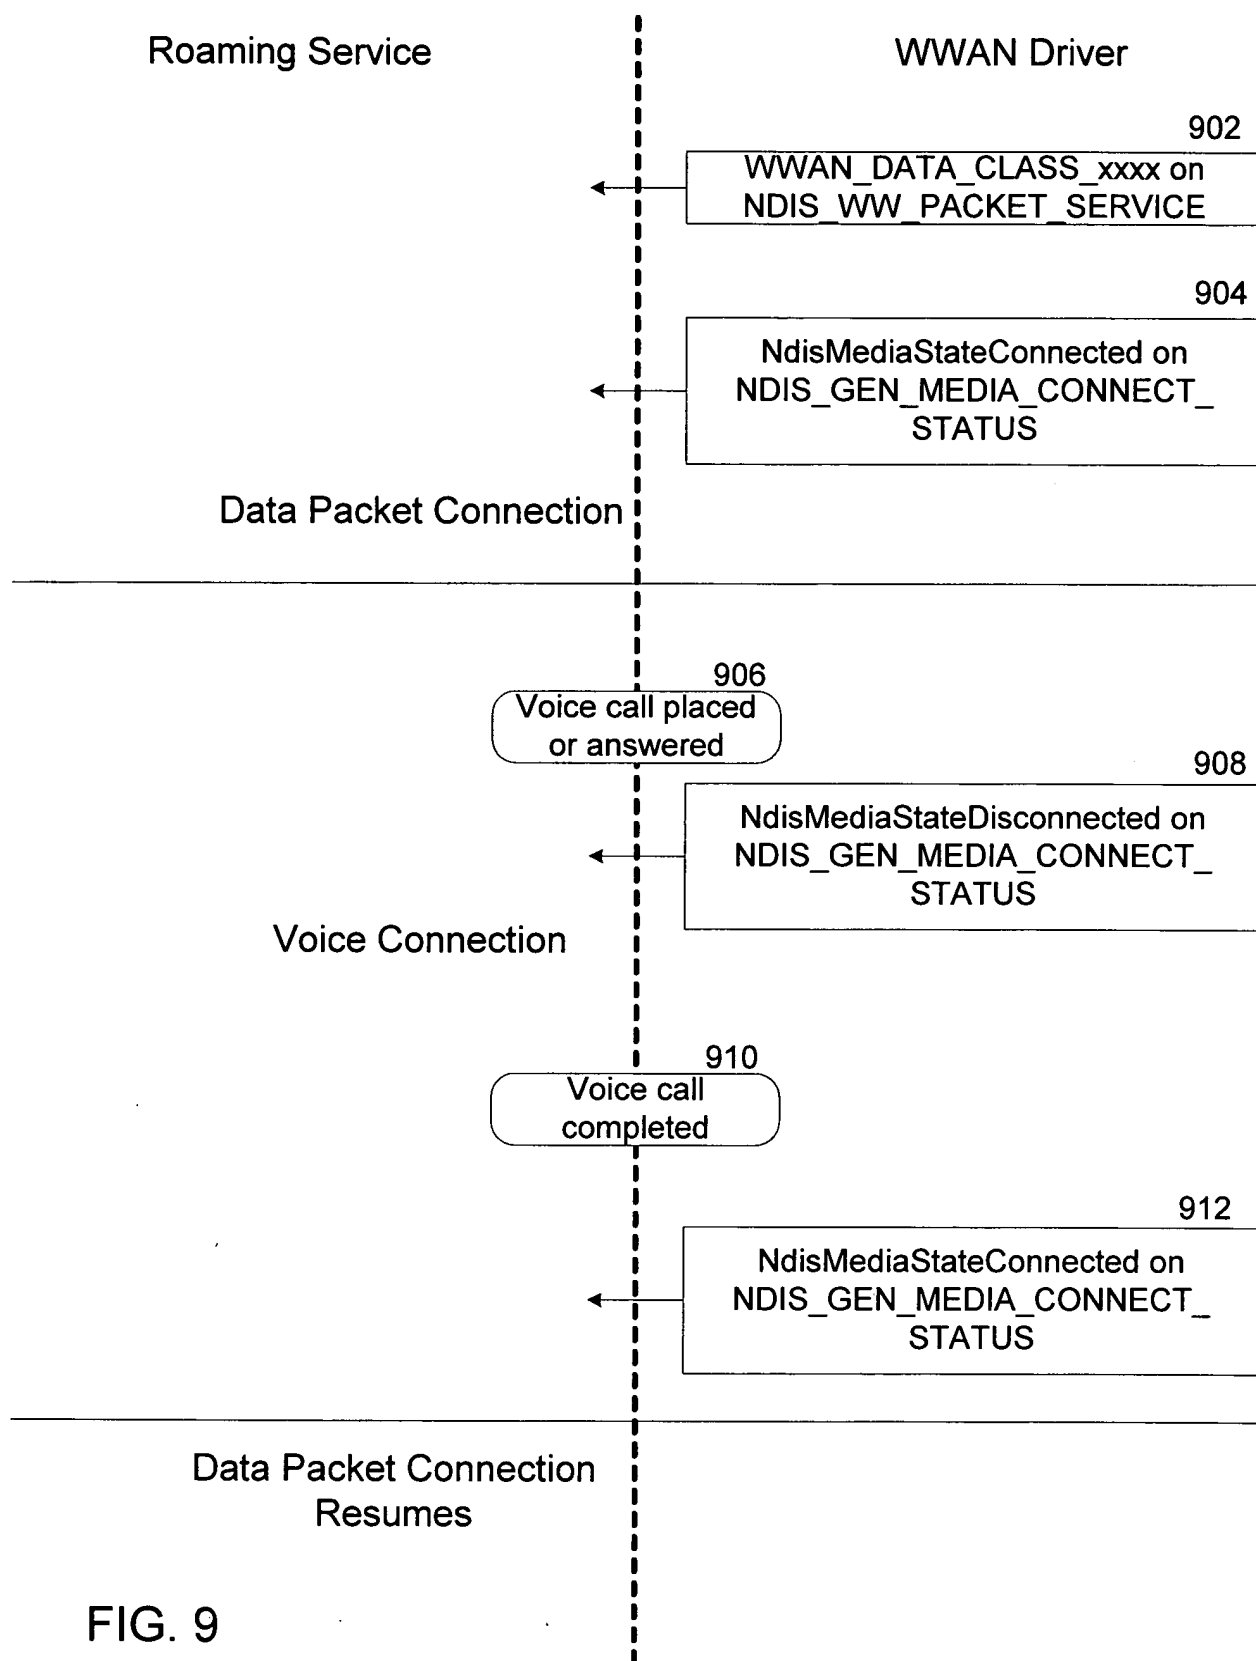 Roaming Service
WWAN Driver
902
WWAN_DATA_CLASS_xxxx on
NDIS_WW_PACKET_SERVICE
904
NdisMediaStateConnected on
NDIS_GEN_MEDIA_CONNECT_
STATUS
Data Packet Connection
906
Voice call placed
or answered
908
NdisMediaStateDisconnected on
NDIS_GEN_MEDIA_CONNECT_
STATUS
Voice Connection
910
Voice call
completed
912
NdisMediaStateConnected on
NDIS_GEN_MEDIA_CONNECT_
STATUS
Data Packet Connection
Resumes
FIG. 9